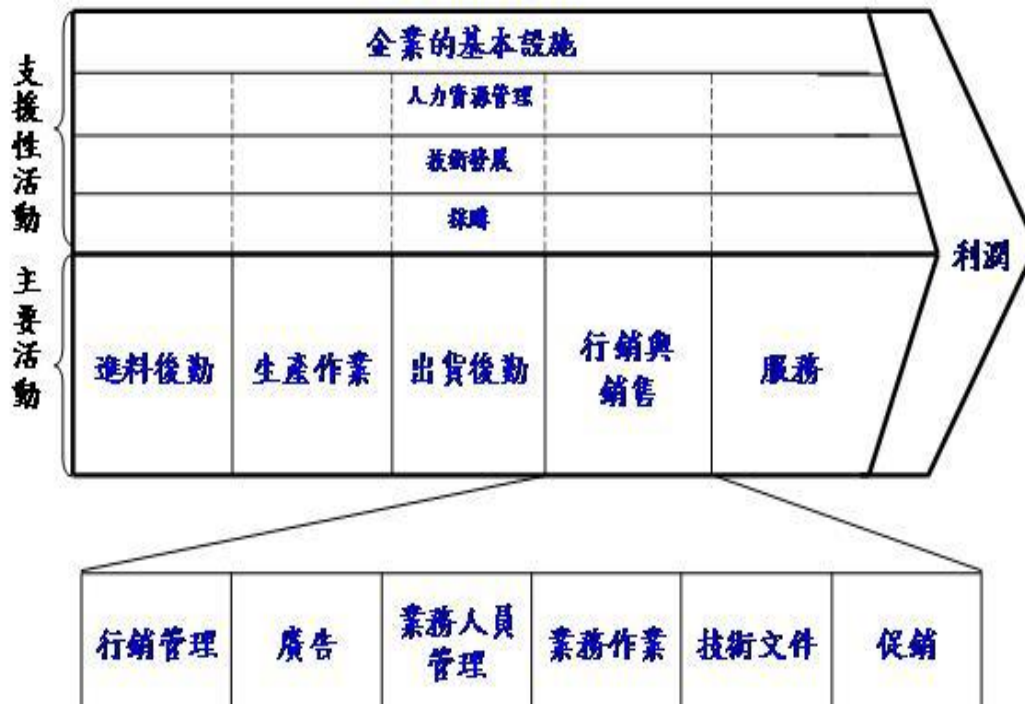 支援性活動
企業的基本設施
人力資源管理
技術發展
採購
利潤
主要活動
進料後勤
生產作業
出貨後勤
行銷與
銷售
服務
行銷管理
廣告
業務人員
管理
業務作業
技術文件
促銷